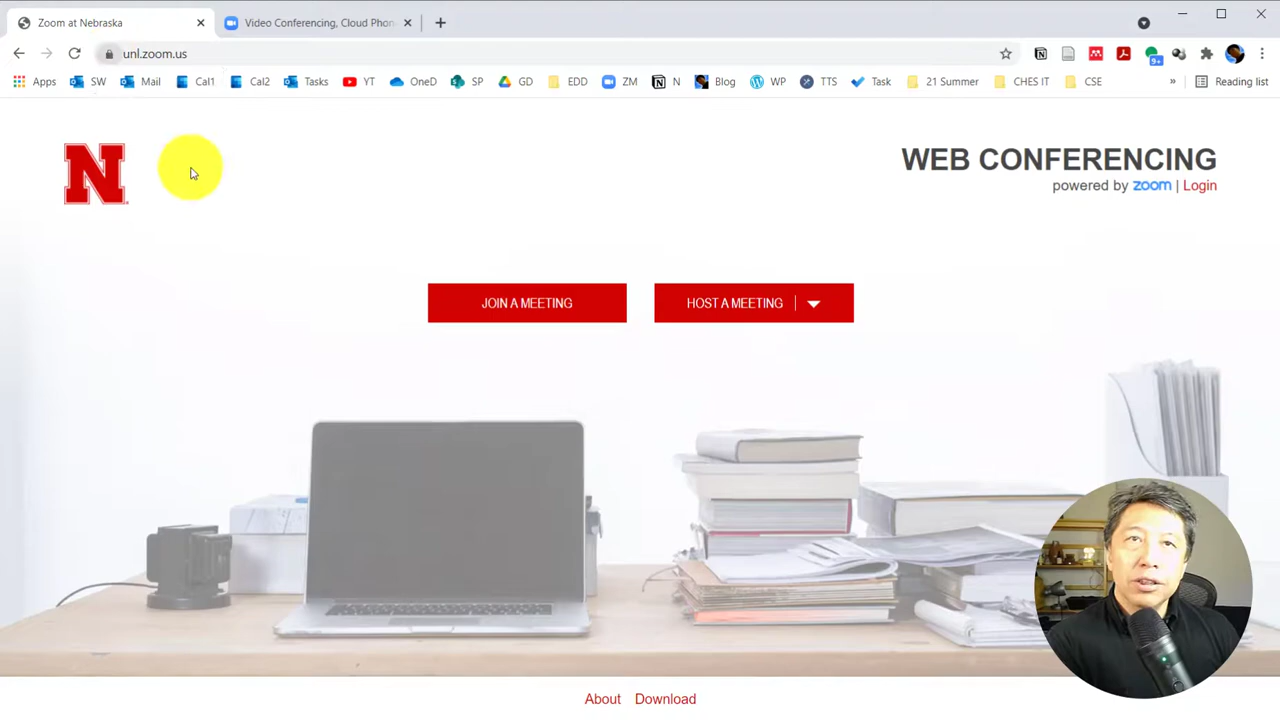 Zoom at Nebraska
Video Conferencing, Cloud Phon
unl.zoom.us
9+
Apps SW Mail Cal1 Cal2 Tasks YT OneD SP GD EDD ZM N Blog WP TTS Task 21 Summer CHES IT CSE » Reading list
N
WEB CONFERENCING
powered by zoom | Login
JOIN A MEETING
HOST A MEETING
About Download